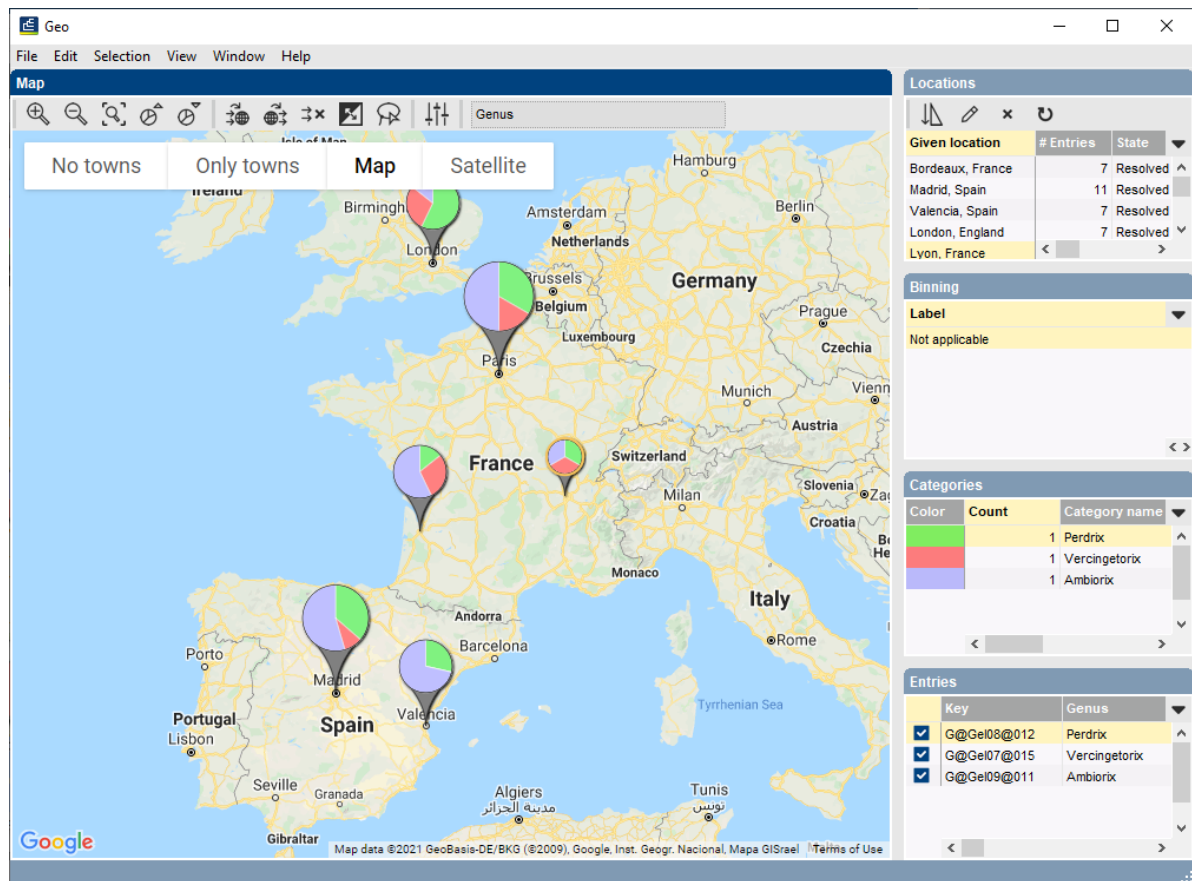 Geo
File Edit Selection View Window Help
Map
Genus
No towns Only towns Map Satellite
Isle of Man
Ireland
Birmingh
London
Amsterdam
Netherlands
Hamburg
Berlin
Brussels
Belgium
Germany
Luxembourg
Prague
Czechia
Paris
Munich
Vienn
Austria
France
Switzerland
Milan
Slovenia
Zag
Croatia
Monaco
Italy
Rome
Andorra
Barcelona
Porto
Madrid
Valencia
Portugal
Lisbon
Spain
Tyrrhenian Sea
Seville
Granada
Gibraltar
Algiers
مدينة الجزائر
Tunis
تونس
Google
Map data ©2021 GeoBasis-DE/BKG (©2009), Google, Inst. Geogr. Nacional, Mapa GISrael Terms of Use
Locations
Given location # Entries State
Bordeaux, France 7 Resolved
Madrid, Spain 11 Resolved
Valencia, Spain 7 Resolved
London, England 7 Resolved
Lyon, France
Binning
Label
Not applicable
Categories
Color Count Category name
1 Perdrix
1 Vercingetorix
1 Ambiorix
Entries
Key Genus
G@Gel08@012 Perdrix
G@Gel07@015 Vercingetorix
G@Gel09@011 Ambiorix